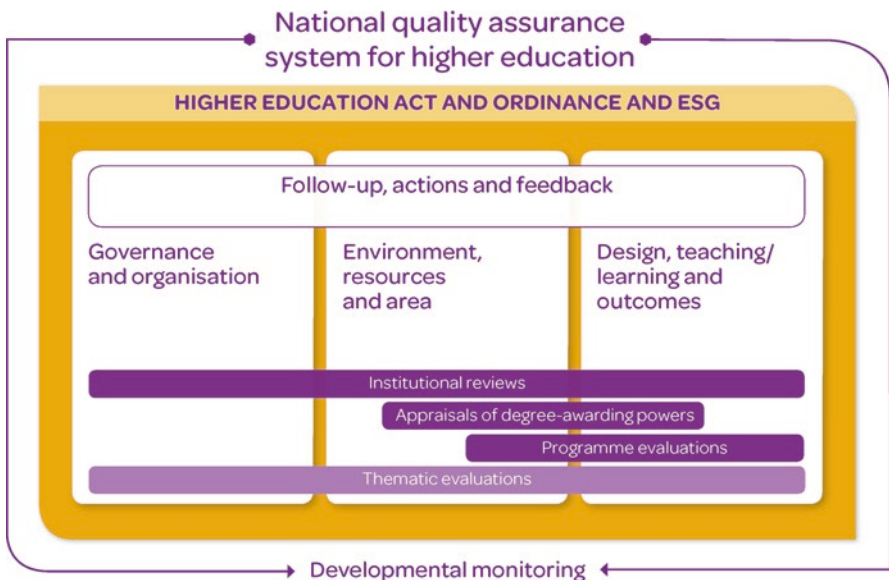 National quality assurance
system for higher education
HIGHER EDUCATION ACT AND ORDINANCE AND ESG
Follow-up, actions and feedback
Governance
and organisation
Environment,
resources
and area
Design, teaching/
learning and
outcomes
Institutional reviews
Appraisals of degree-awarding powers
Programme evaluations
Thematic evaluations
Developmental monitoring